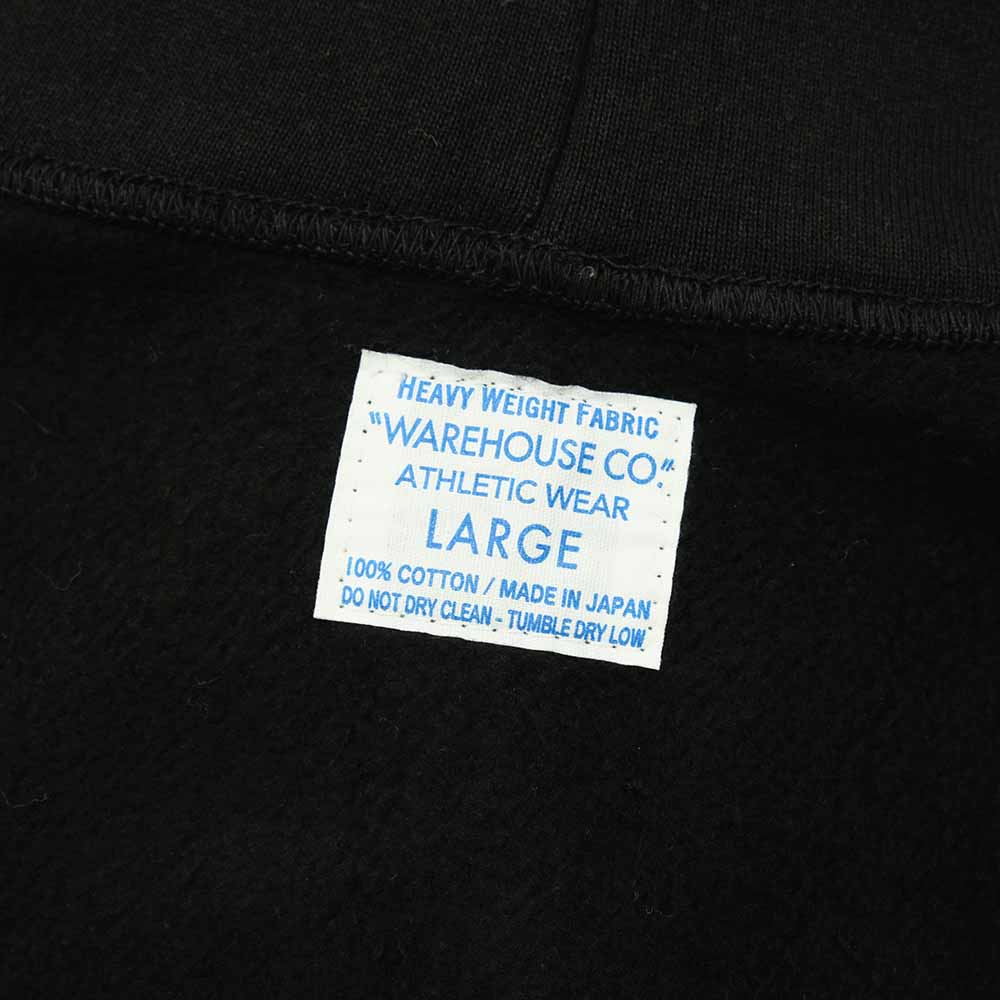 HEAVY WEIGHT FABRIC
"WAREHOUSE CO."
ATHLETIC WEAR
LARGE
100% COTTON / MADE IN JAPAN
DO NOT DRY CLEAN - TUMBLE DRY LOW